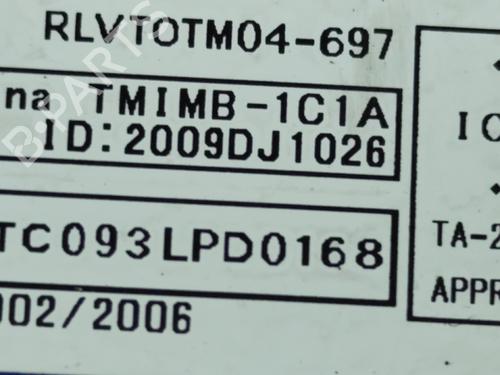 RLVTOTM04-697
na TMIMB-1C1A
ID:2009DJ1026
TC093LPD0168
002/2006
IC
TA-2
APPR
B-PARTS